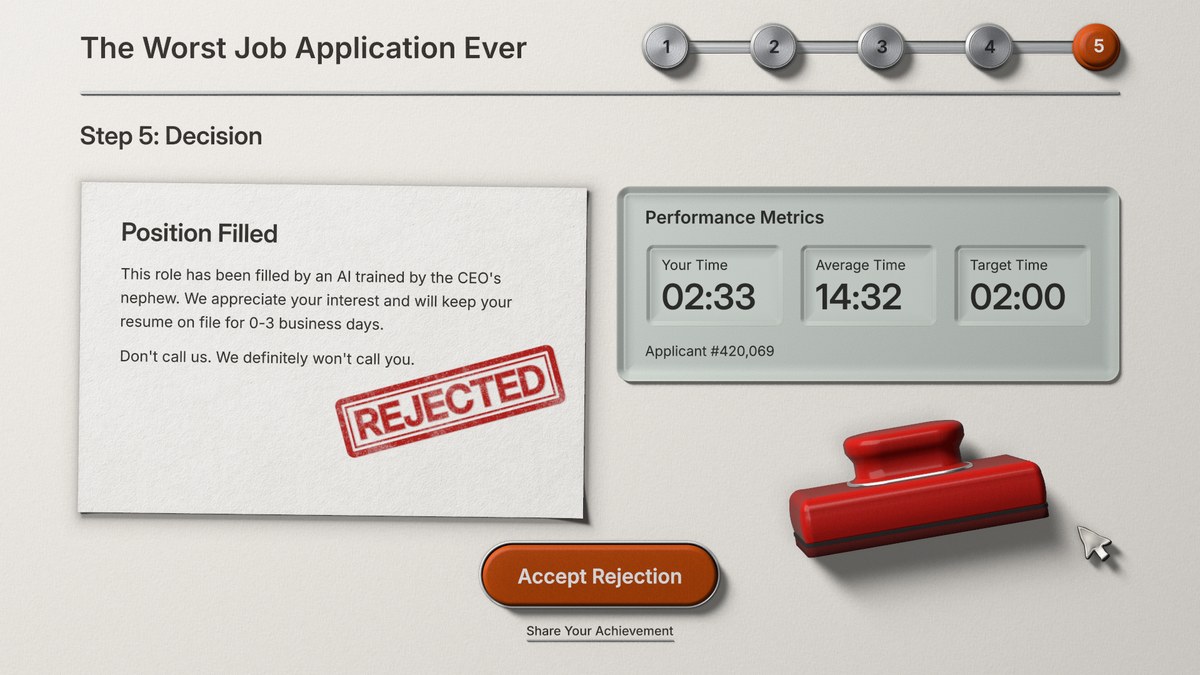 The Worst Job Application Ever
1 2 3 4 5
Step 5: Decision
Position Filled
This role has been filled by an AI trained by the CEO's
nephew. We appreciate your interest and will keep your
resume on file for 0-3 business days.
Don't call us. We definitely won't call you.
REJECTED
Performance Metrics
Your Time
02:33
Average Time
14:32
Target Time
02:00
Applicant #420,069
Accept Rejection
Share Your Achievement